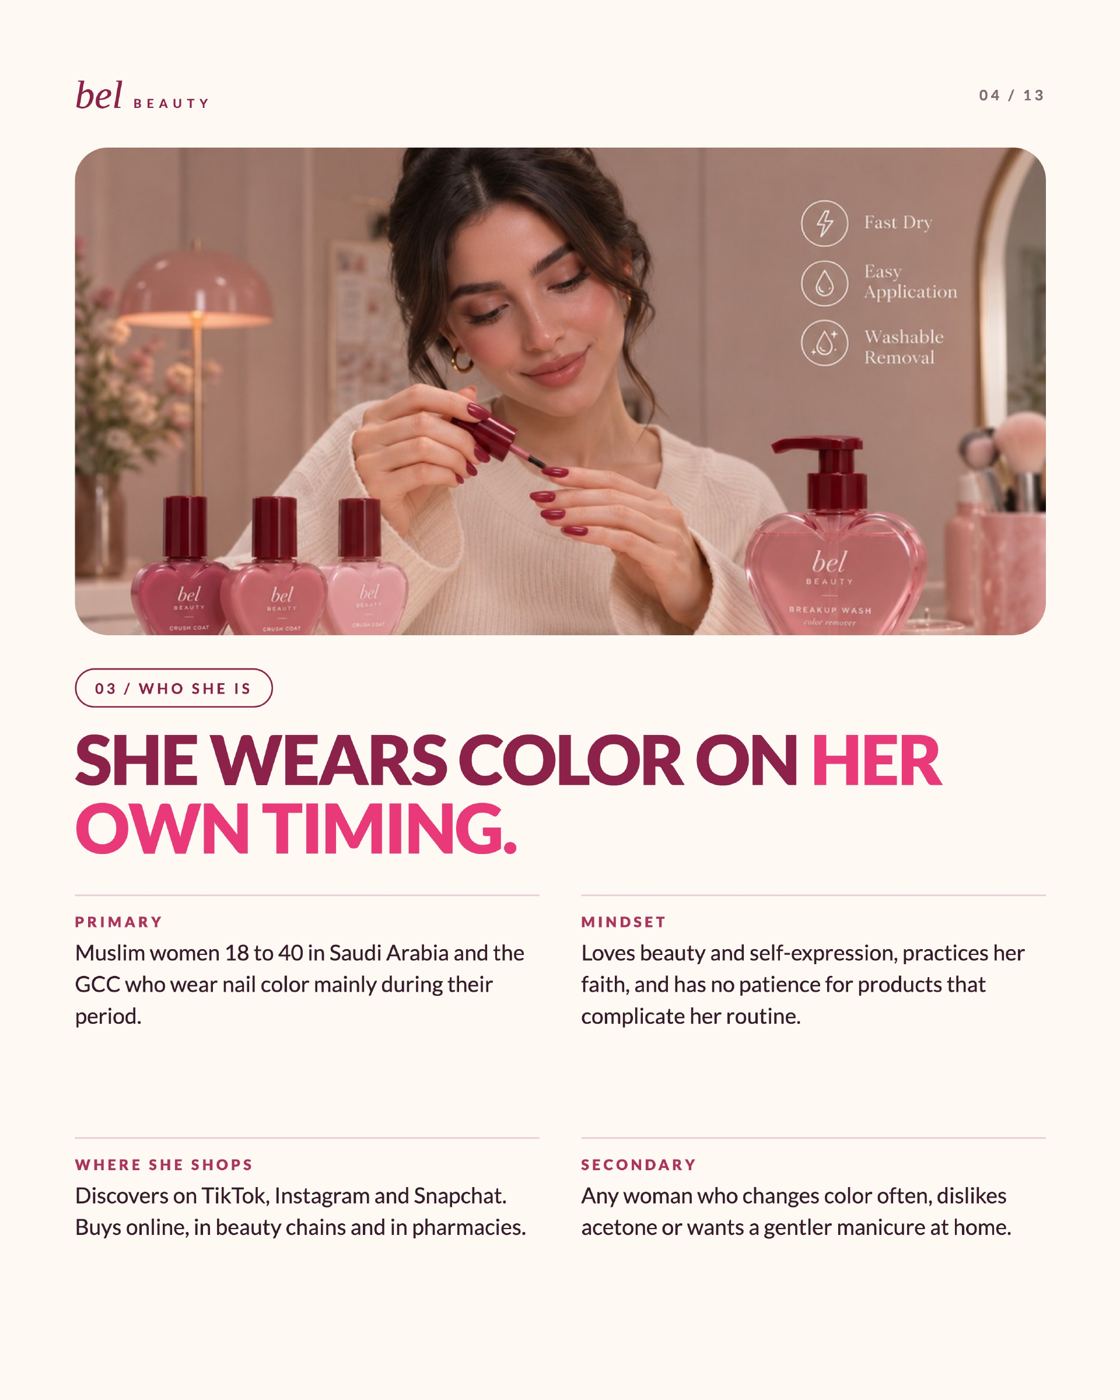 bel BEAUTY
04 / 13
Fast Dry
Easy
Application
Washable
Removal
bel
BEAUTY
CRUSH COAT
bel
BEAUTY
CRUSH COAT
bel
BEAUTY
CRUSH COAT
bel
BEAUTY
BREAKUP WASH
color remover
03 / WHO SHE IS
SHE WEARS COLOR ON HER
OWN TIMING.
PRIMARY
Muslim women 18 to 40 in Saudi Arabia and the
GCC who wear nail color mainly during their
period.
MINDSET
Loves beauty and self-expression, practices her
faith, and has no patience for products that
complicate her routine.
WHERE SHE SHOPS
Discovers on TikTok, Instagram and Snapchat.
Buys online, in beauty chains and in pharmacies.
SECONDARY
Any woman who changes color often, dislikes
acetone or wants a gentler manicure at home.